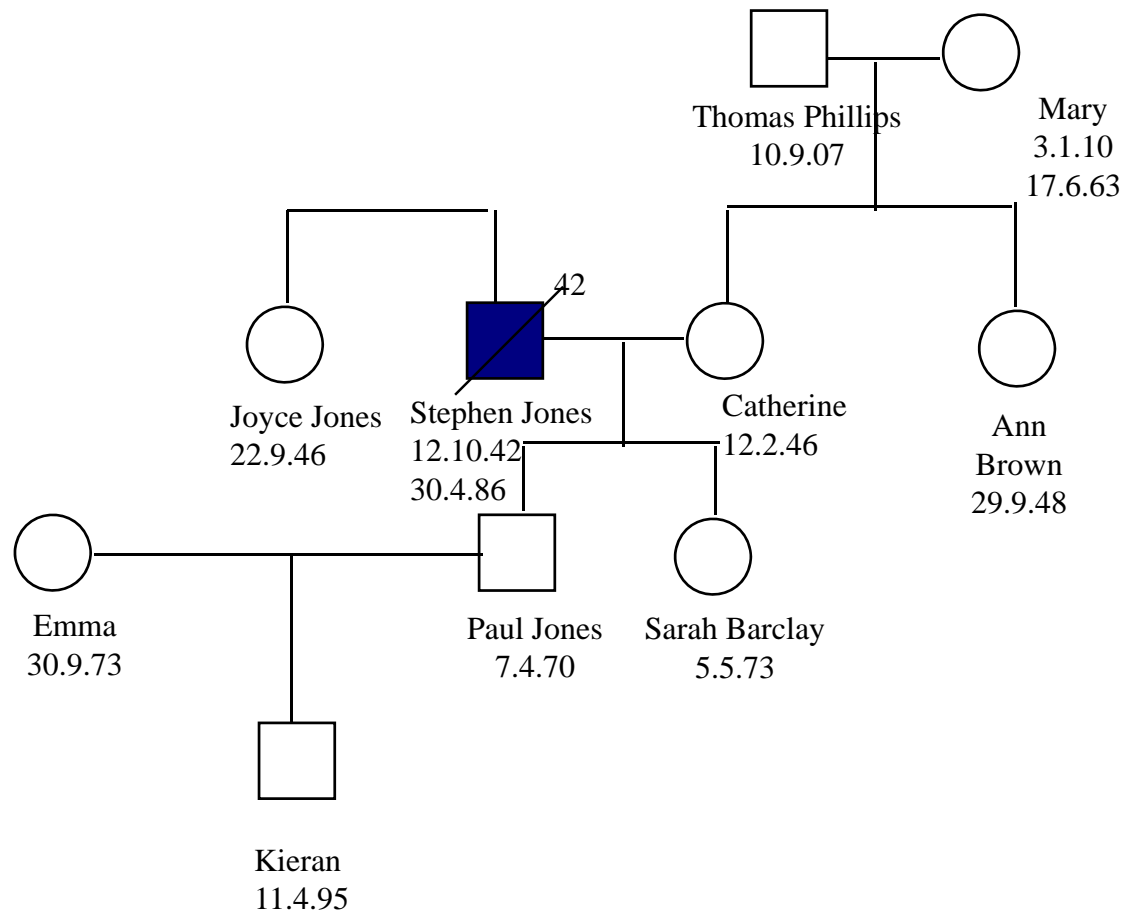 Thomas Phillips
10.9.07
Mary
3.1.10
17.6.63
42
Joyce Jones
22.9.46
Stephen Jones
12.10.42
30.4.86
Catherine
12.2.46
Ann
Brown
29.9.48
Emma
30.9.73
Paul Jones
7.4.70
Sarah Barclay
5.5.73
Kieran
11.4.95